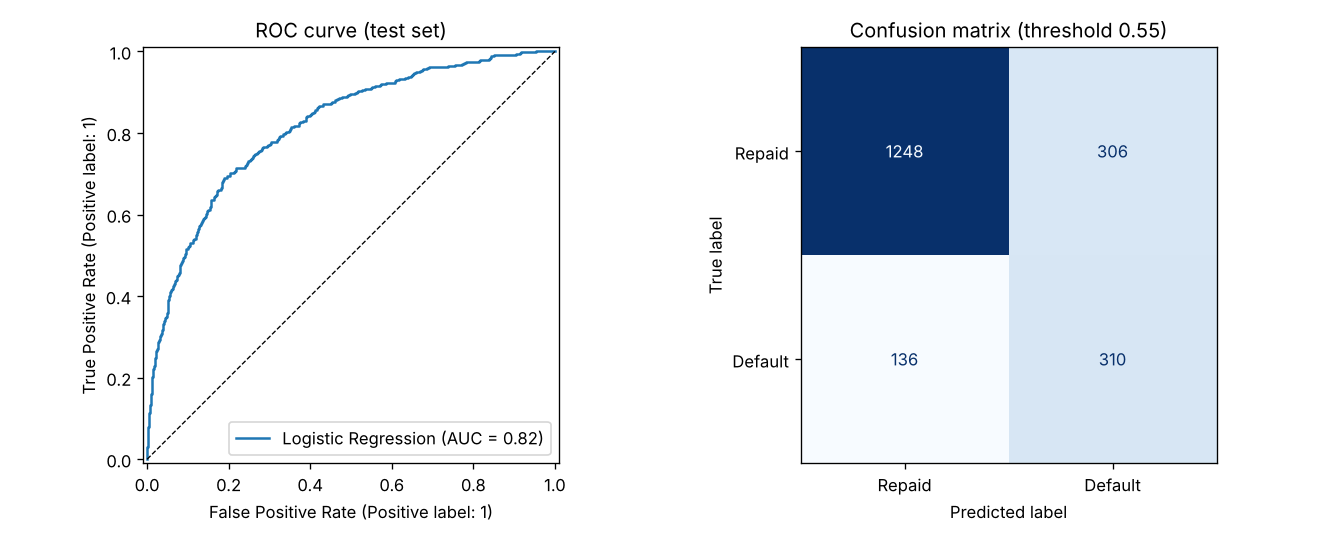 ROC curve (test set)
True Positive Rate (Positive label: 1)
1.0
0.8
0.6
0.4
0.2
0.0
Logistic Regression (AUC = 0.82)
0.0 0.2 0.4 0.6 0.8 1.0
False Positive Rate (Positive label: 1)
Confusion matrix (threshold 0.55)
True label
Repaid 1248 306
Default 136 310
Repaid Default
Predicted label